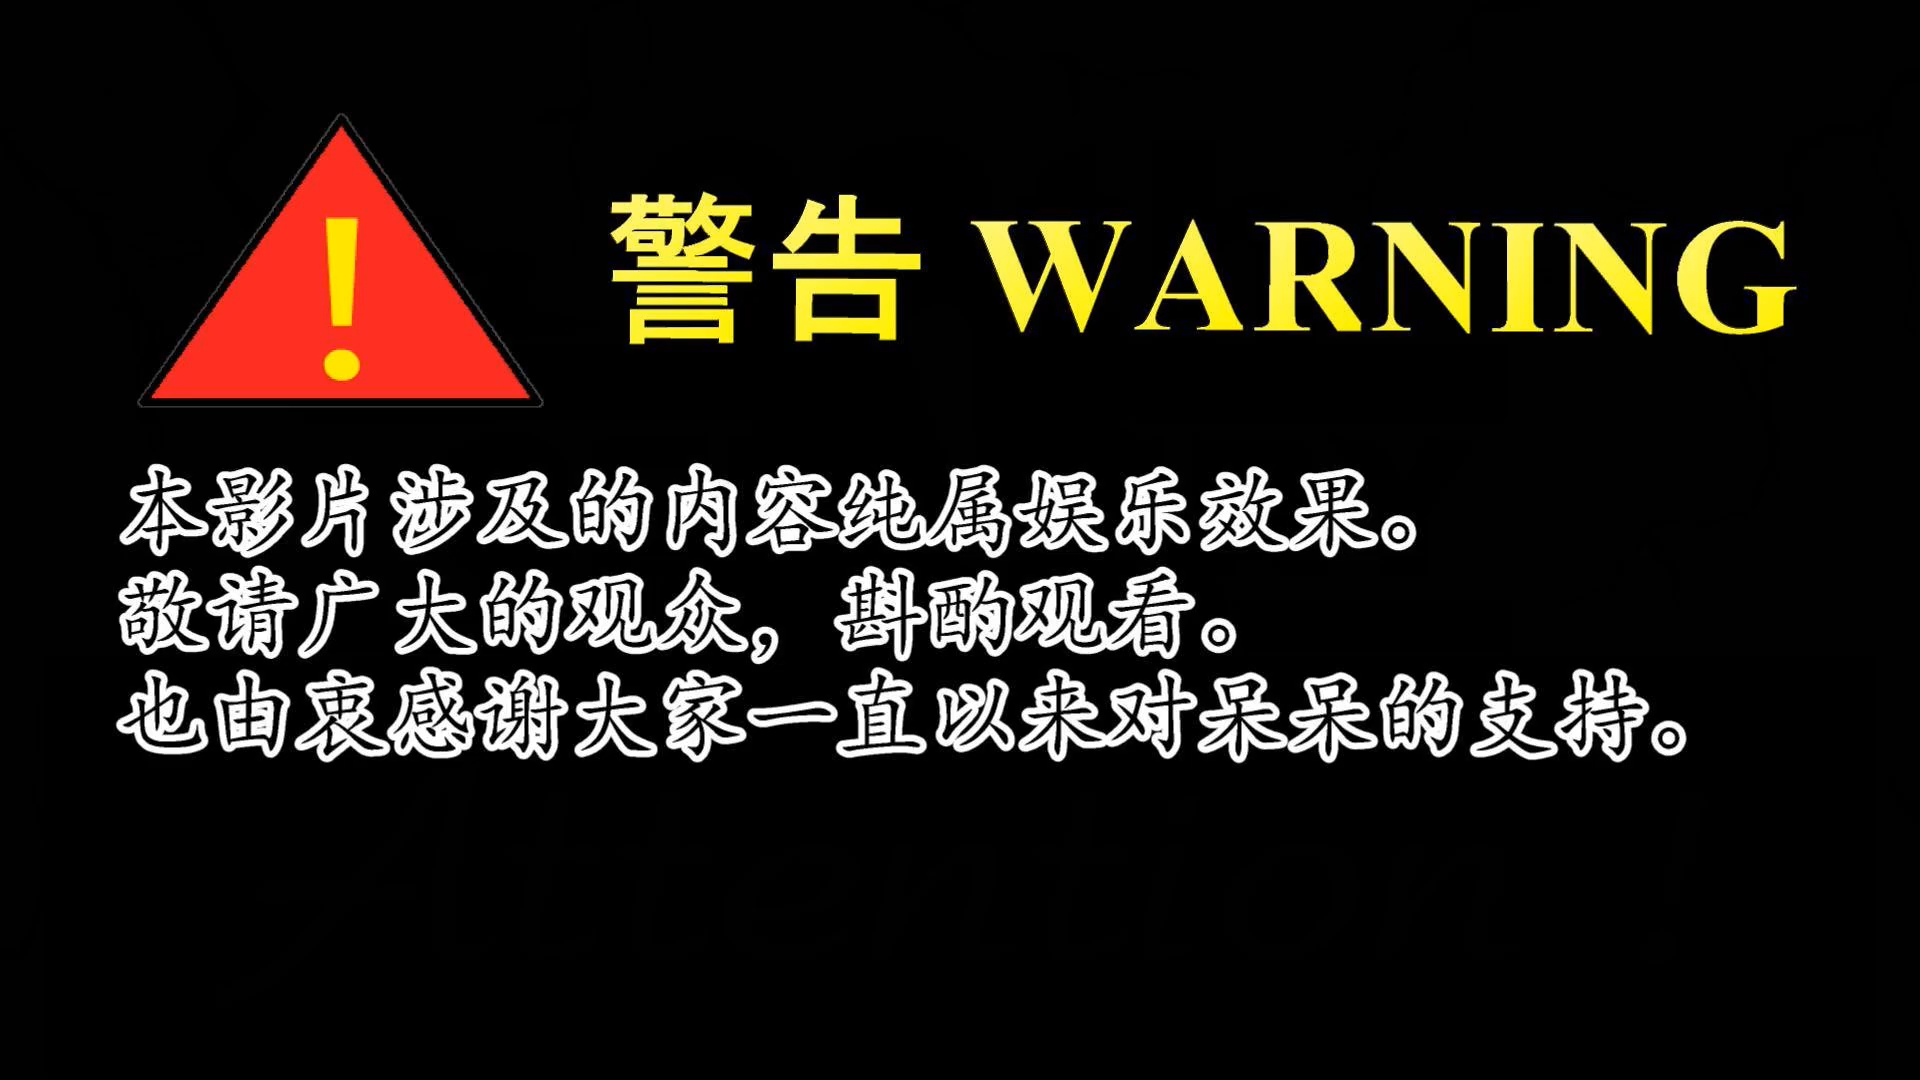 警告 WARNING
本影片涉及的内容纯属娱乐效果。
敬请广大的观众，斟酌观看。
也由衷感谢大家一直以来对呆呆的支持。
Attention !